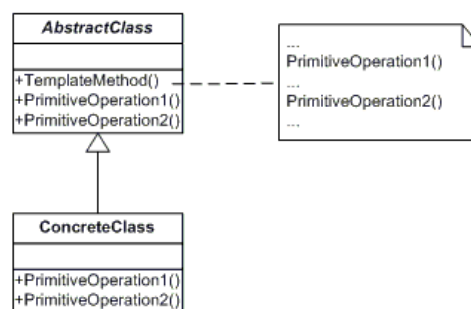 AbstractClass
+TemplateMethod()
+PrimitiveOperation1()
+PrimitiveOperation2()
...
PrimitiveOperation1()
...
PrimitiveOperation2()
...
ConcreteClass
+PrimitiveOperation1()
+PrimitiveOperation2()